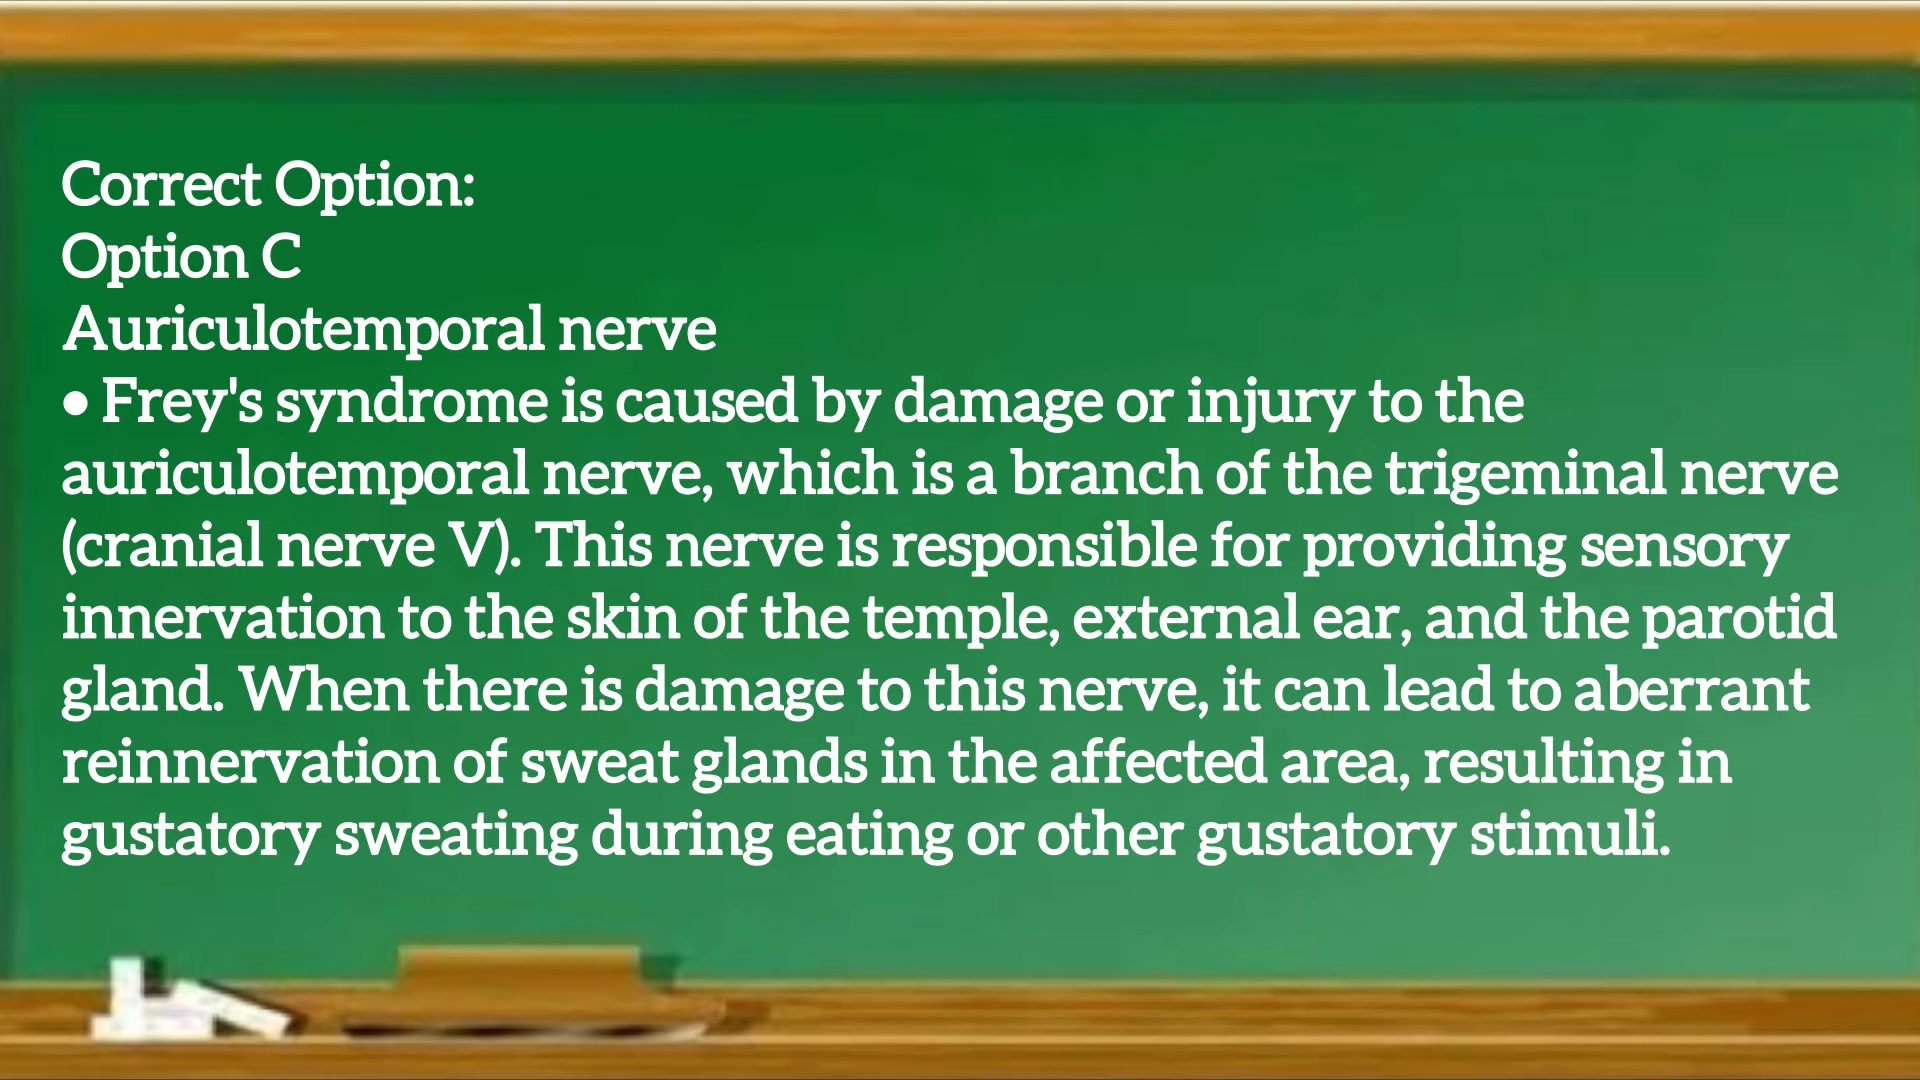 Correct Option:
Option C
Auriculotemporal nerve
• Frey's syndrome is caused by damage or injury to the
auriculotemporal nerve, which is a branch of the trigeminal nerve
(cranial nerve V). This nerve is responsible for providing sensory
innervation to the skin of the temple, external ear, and the parotid
gland. When there is damage to this nerve, it can lead to aberrant
reinnervation of sweat glands in the affected area, resulting in
gustatory sweating during eating or other gustatory stimuli.